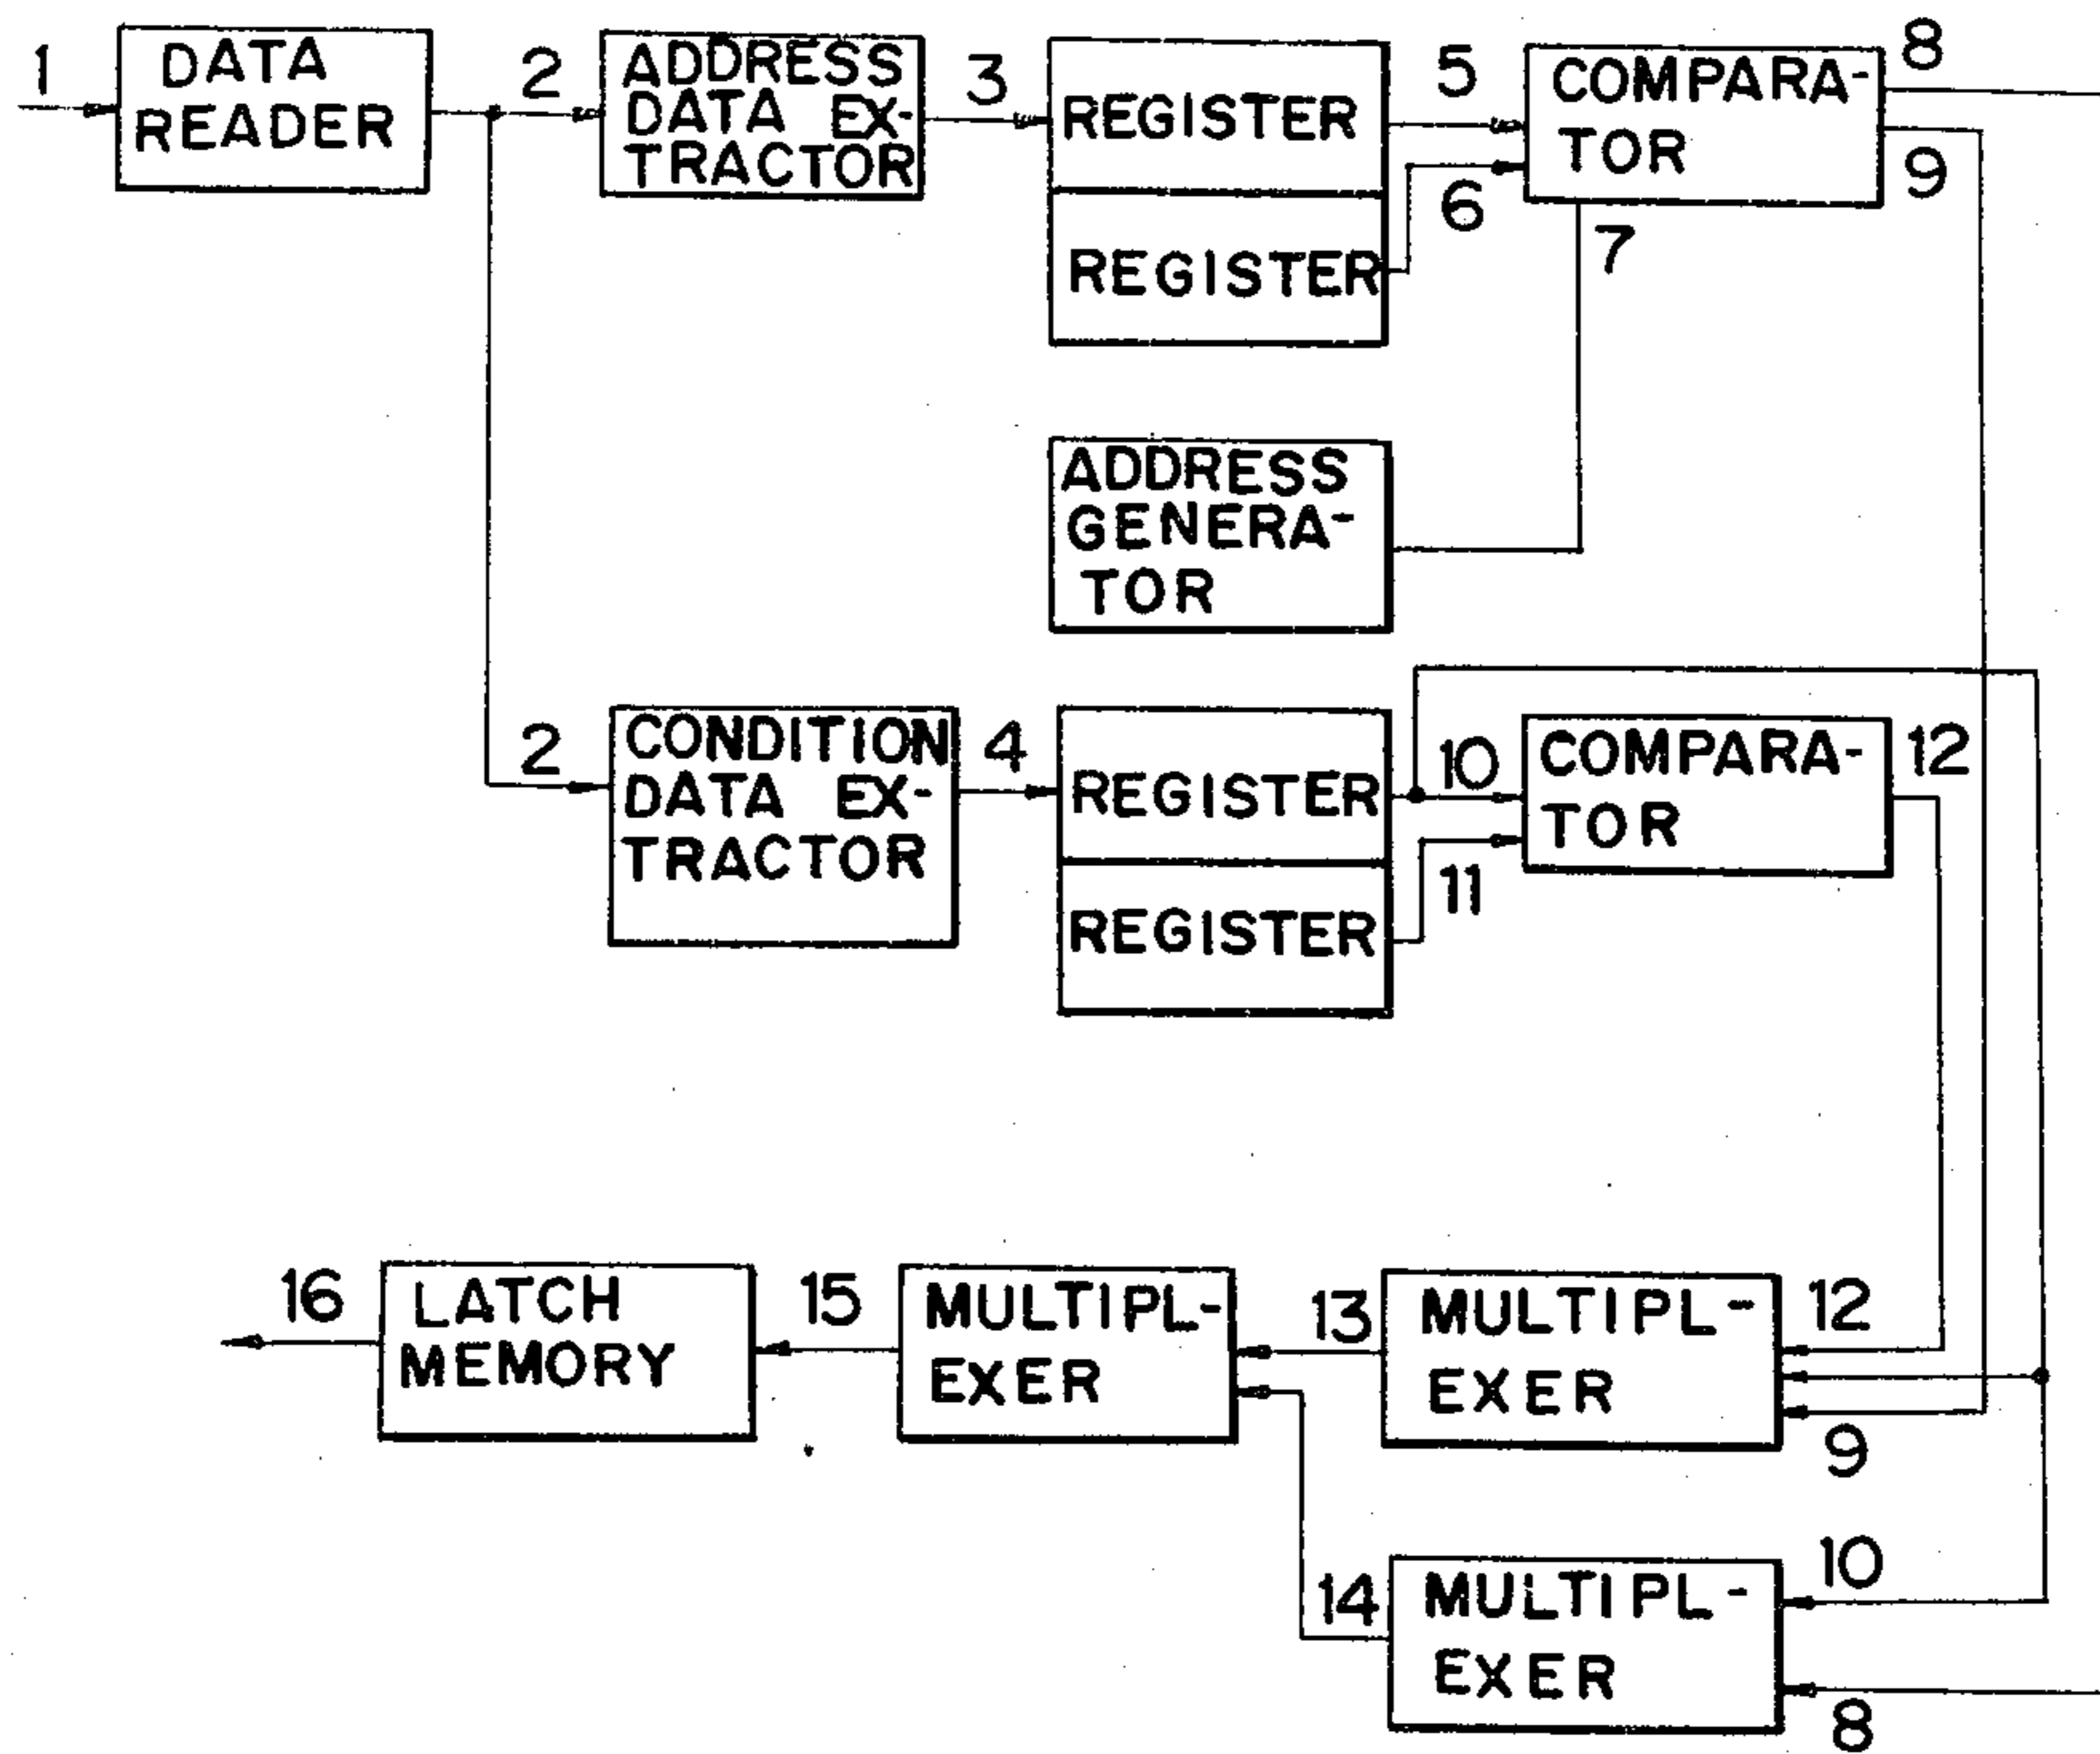 1
DATA
READER
2
ADDRESS
DATA EX-
TRACTOR
3
REGISTER
REGISTER
5
6
COMPARA-
TOR
7
8
9
ADDRESS
GENERA-
TOR
2
CONDITION
DATA EX-
TRACTOR
4
REGISTER
REGISTER
10
11
COMPARA-
TOR
12
16
LATCH
MEMORY
15
MULTIPL-
EXER
13
MULTIPL-
EXER
12
9
14
MULTIPL-
EXER
10
8